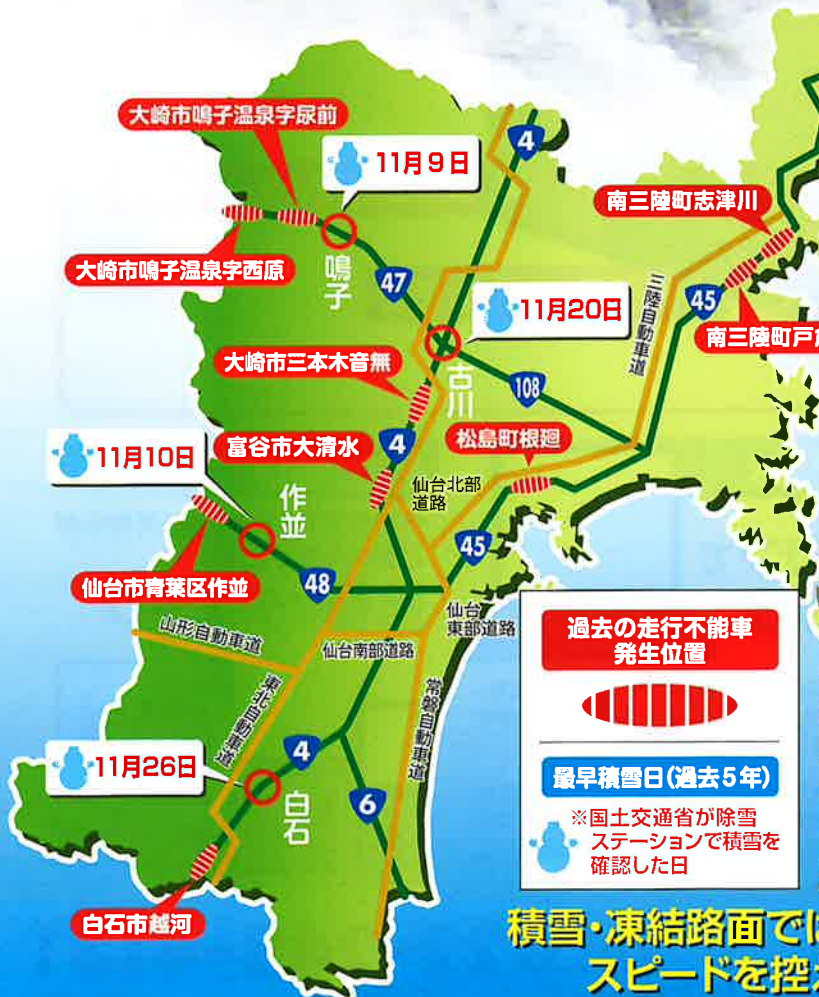 大崎市鳴子温泉字尿前
4
11月9日
南三陸町志津川
大崎市鳴子温泉字西原
鳴子
47
三陸自動車道
45
11月20日
南三陸町戸
大崎市三本木音無
古川
108
4
富谷市大清水
松島町根廻
11月10日
作並
仙台北部
道路
45
仙台市青葉区作並
48
仙台
東部道路
山形自動車道
仙台南部道路
東北自動車道
常磐自動車道
11月26日
4
白石
6
白石市越河
過去の走行不能車
発生位置
最早積雪日(過去5年)
※国土交通省が除雪
ステーションで積雪を
確認した日
積雪・凍結路面では
スピードを控え